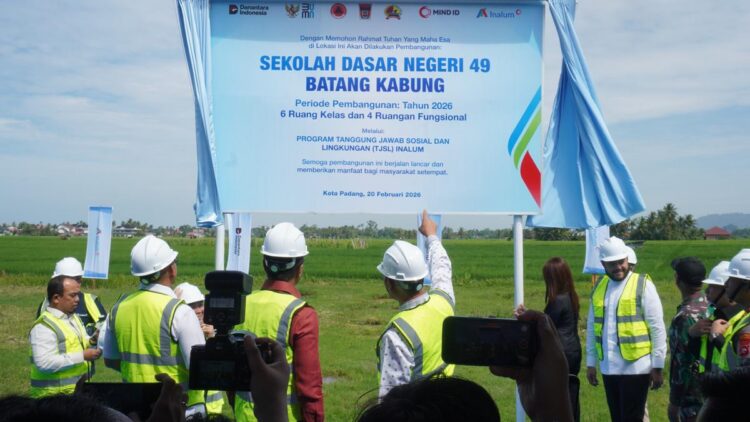 Danantara
Indonesia
BUMN
MIND ID
Inalum
Dengan Memohon Rahmat Tuhan Yang Maha Esa
di Lokasi Ini Akan Dilakukan Pembangunan:
SEKOLAH DASAR NEGERI 49
BATANG KABUNG
Periode Pembangunan: Tahun 2026
6 Ruang Kelas dan 4 Ruangan Fungsional
Melalui:
PROGRAM TANGGUNG JAWAB SOSIAL DAN
LINGKUNGAN (TJSL) INALUM
Semoga pembangunan ini berjalan lancar dan
memberikan manfaat bagi masyarakat setempat.
Kota Padang, 20 Februari 2026